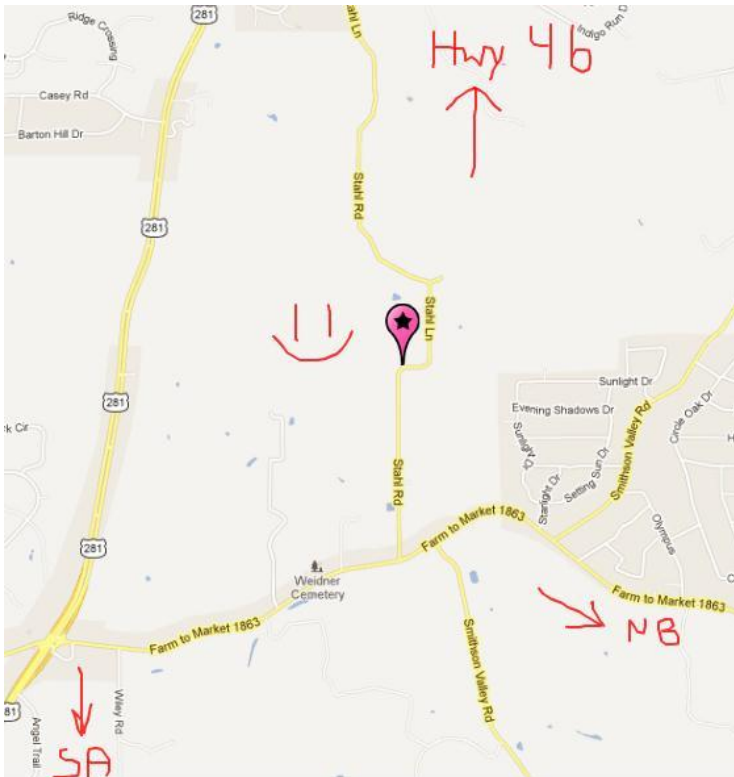 281
Ridge Crossing
Stahl Ln
Indigo Run D
Hwy 46
Casey Rd
Barton Hill Dr
Stahl Rd
281
Stahl Ln
Sunlight Dr
281
Evening Shadows Dr
Circle Oak Dr
rk Cir
Smithson Valley Rd
H
Sunlight Dr
Setting Sun Dr
Starlight Dr
Stahl Rd
Olympus
Farm to Market 1863
281
Weidner
Cemetery
C
Farm to Market 1863
NB
Farm to Market 1863
Smithson Valley Rd
Wiley Rd
81
Angel Trail
SA